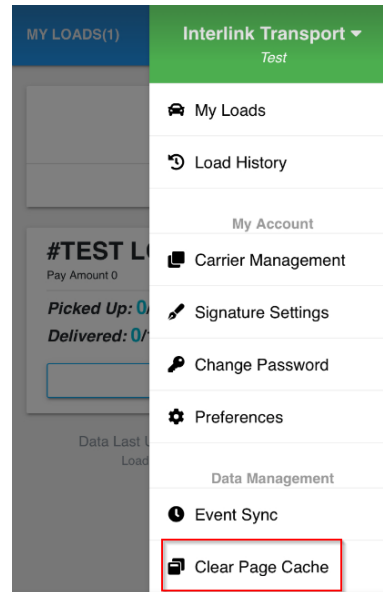 MY LOADS(1)
Interlink Transport
Test
My Loads
Load History
My Account
#TEST
Pay Amount 0
Carrier Management
Picked Up: 0/
Signature Settings
Delivered: 0/
Change Password
Preferences
Data Last
Load
Data Management
Event Sync
Clear Page Cache